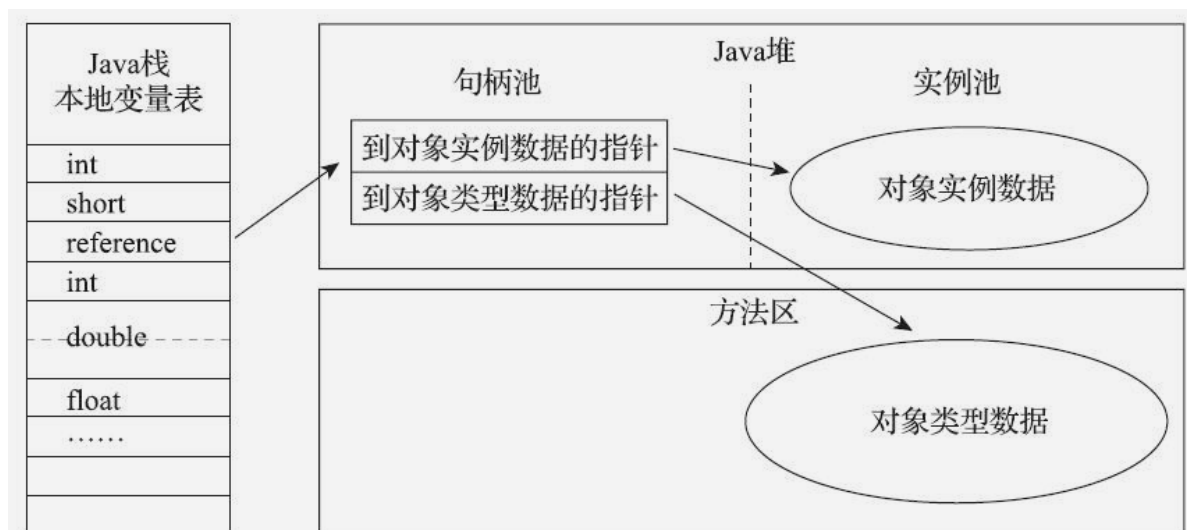 Java栈
本地变量表
int
short
reference
int
double
float
……
Java堆
句柄池
实例池
到对象实例数据的指针
到对象类型数据的指针
对象实例数据
方法区
对象类型数据